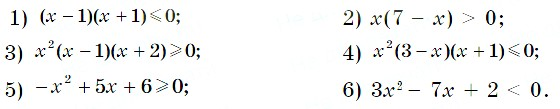 1) (x − 1)(x + 1) ⩽ 0; 2) x(7 − x) > 0;
3) x²(x − 1)(x + 2) ⩾ 0; 4) x²(3 − x)(x + 1) ⩽ 0;
5) −x² + 5x + 6 ⩾ 0; 6) 3x² − 7x + 2 < 0.